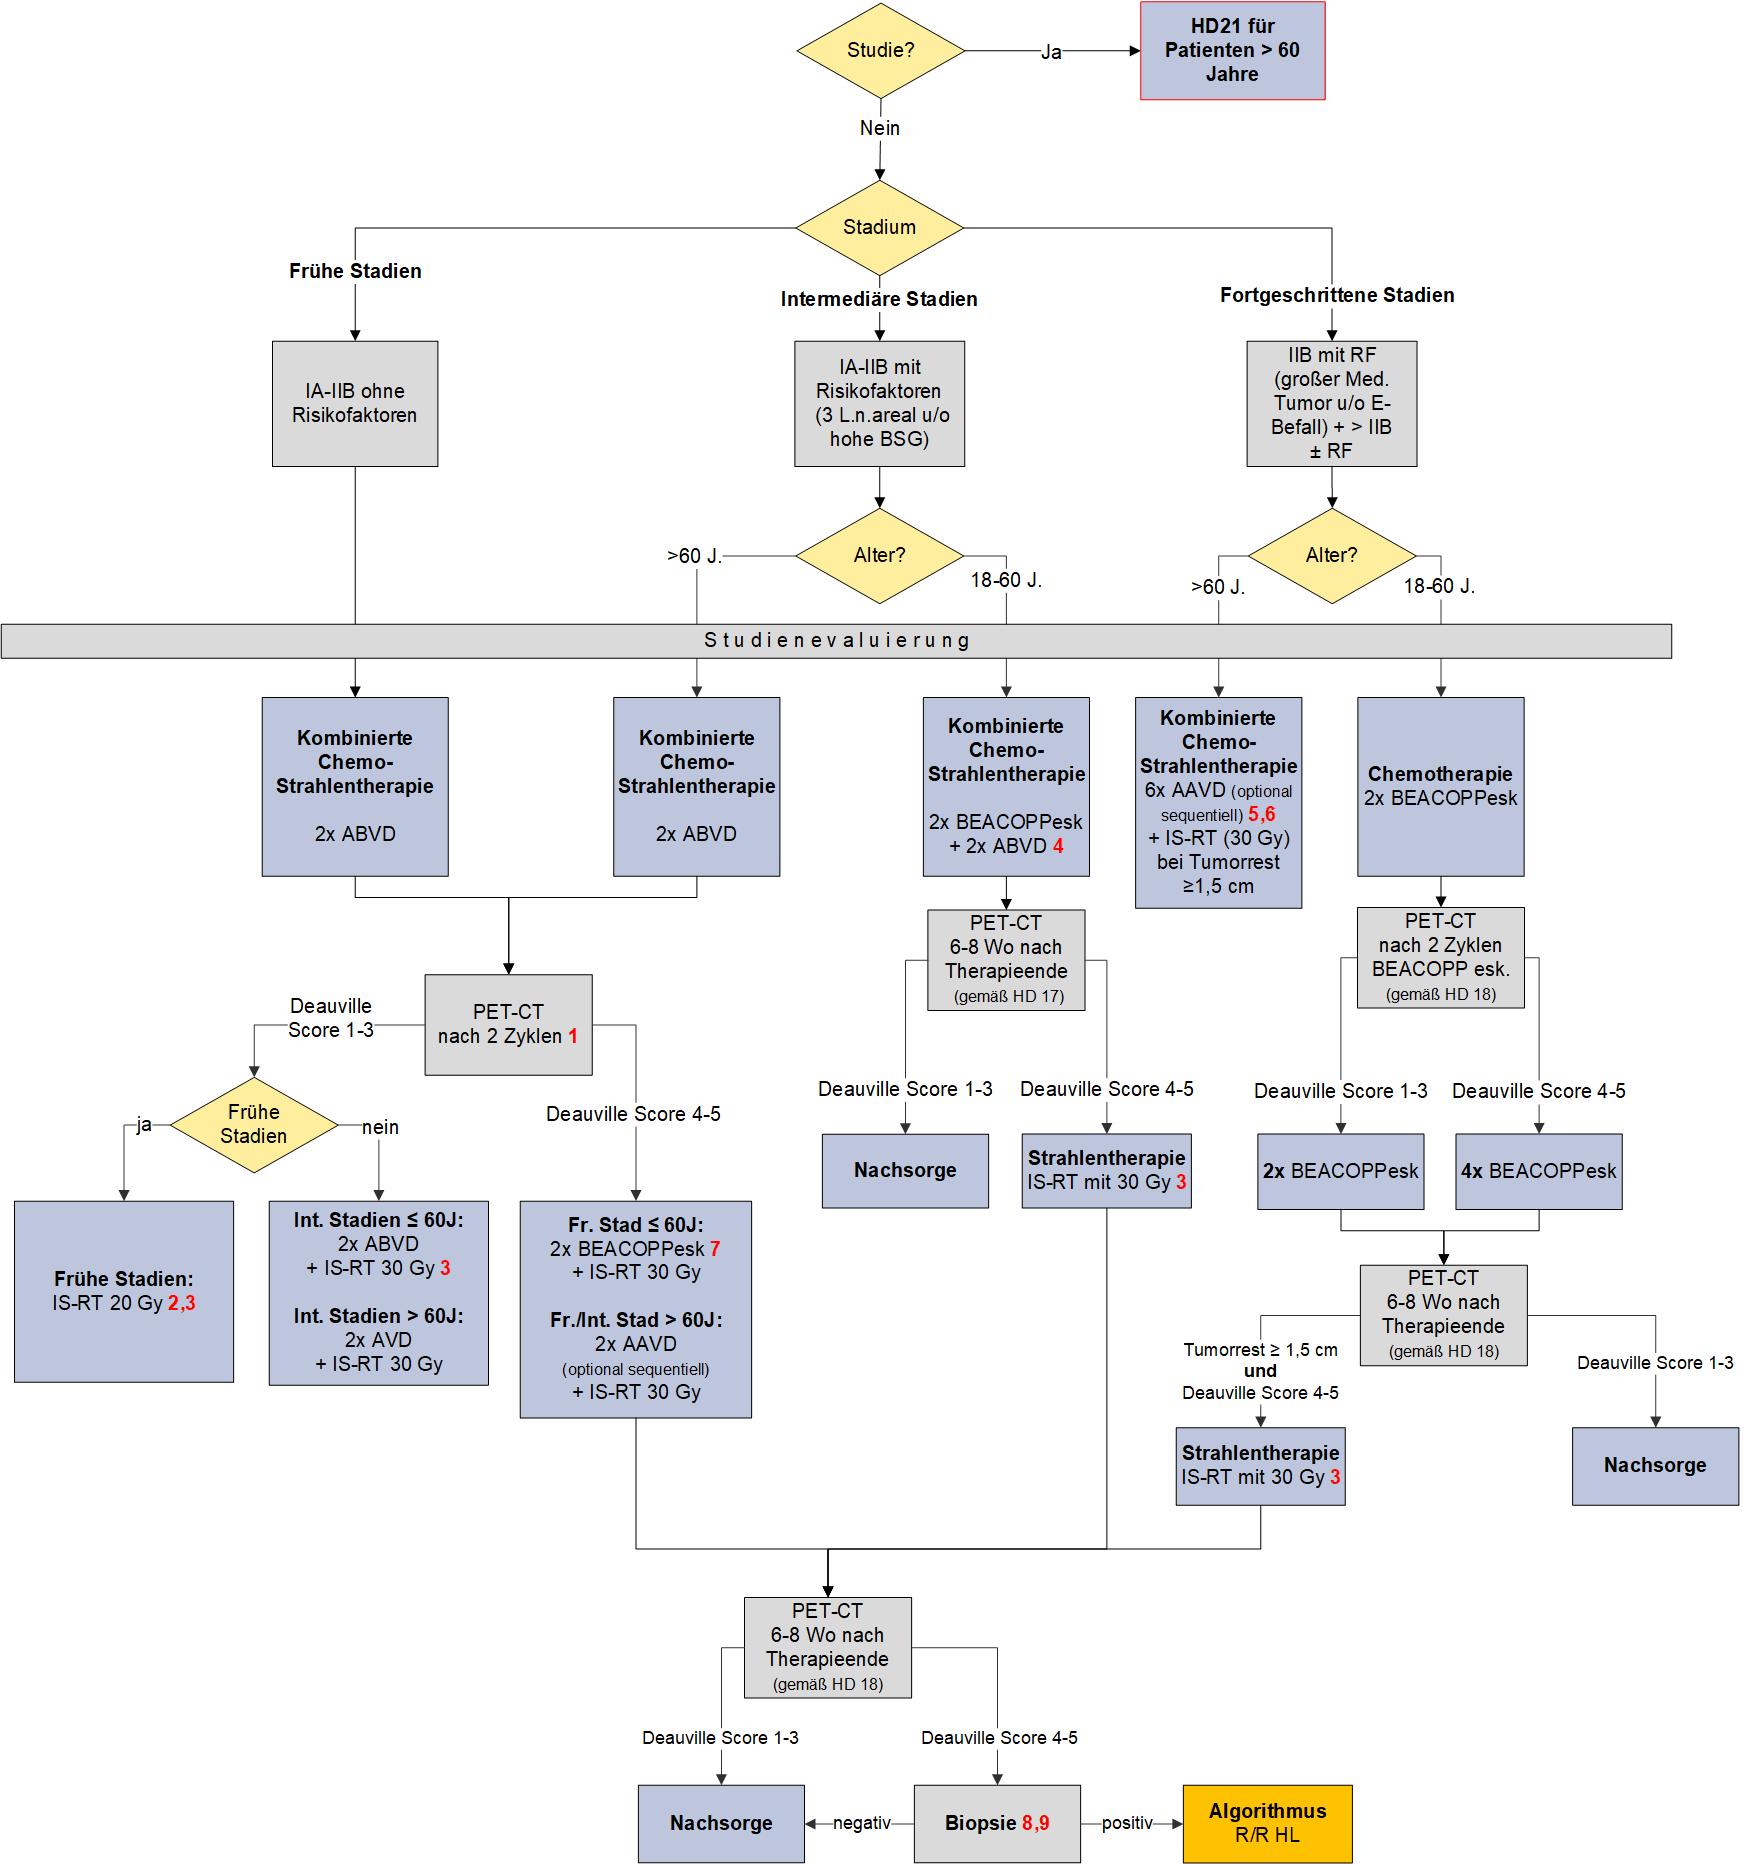 Studie?
Ja
HD21 für
Patienten > 60
Jahre
Nein
Stadium
Frühe Stadien
Intermediäre Stadien
Fortgeschrittene Stadien
IA-IIB ohne
Risikofaktoren
IA-IIB mit
Risikofaktoren
(3 L.n.areal u/o
hohe BSG)
IIB mit RF
(großer Med.
Tumor u/o E-
Befall) + > IIB
± RF
>60 J.
Alter?
18-60 J.
>60 J.
Alter?
18-60 J.
Studienevaluierung
Kombinierte
Chemo-
Strahlentherapie
2x ABVD
Kombinierte
Chemo-
Strahlentherapie
2x ABVD
Kombinierte
Chemo-
Strahlentherapie
2x BEACOPPesk
+ 2x ABVD 4
Kombinierte
Chemo-
Strahlentherapie
6x AAVD (optional
sequentiell) 5,6
+ IS-RT (30 Gy)
bei Tumorrest
≥1,5 cm
Chemotherapie
2x BEACOPPesk
PET-CT
6-8 Wo nach
Therapieende
(gemäß HD 17)
PET-CT
nach 2 Zyklen
BEACOPP esk.
(gemäß HD 18)
Deauville
Score 1-3
PET-CT
nach 2 Zyklen 1
Deauville Score 4-5
Deauville Score 1-3
Deauville Score 4-5
Deauville Score 1-3
Deauville Score 4-5
ja
Frühe
Stadien
nein
Nachsorge
Strahlentherapie
IS-RT mit 30 Gy 3
2x BEACOPPesk
4x BEACOPPesk
Frühe Stadien:
IS-RT 20 Gy 2,3
Int. Stadien ≤ 60J:
2x ABVD
+ IS-RT 30 Gy 3
Int. Stadien > 60J:
2x AVD
+ IS-RT 30 Gy
Fr. Stad ≤ 60J:
2x BEACOPPesk 7
+ IS-RT 30 Gy
Fr./Int. Stad > 60J:
2x AAVD
(optional sequentiell)
+ IS-RT 30 Gy
PET-CT
6-8 Wo nach
Therapieende
(gemäß HD 18)
Tumorrest ≥ 1,5 cm
und
Deauville Score 4-5
Deauville Score 1-3
Strahlentherapie
IS-RT mit 30 Gy 3
Nachsorge
PET-CT
6-8 Wo nach
Therapieende
(gemäß HD 18)
Deauville Score 1-3
Deauville Score 4-5
Nachsorge
negativ
Biopsie 8,9
positiv
Algorithmus
R/R HL